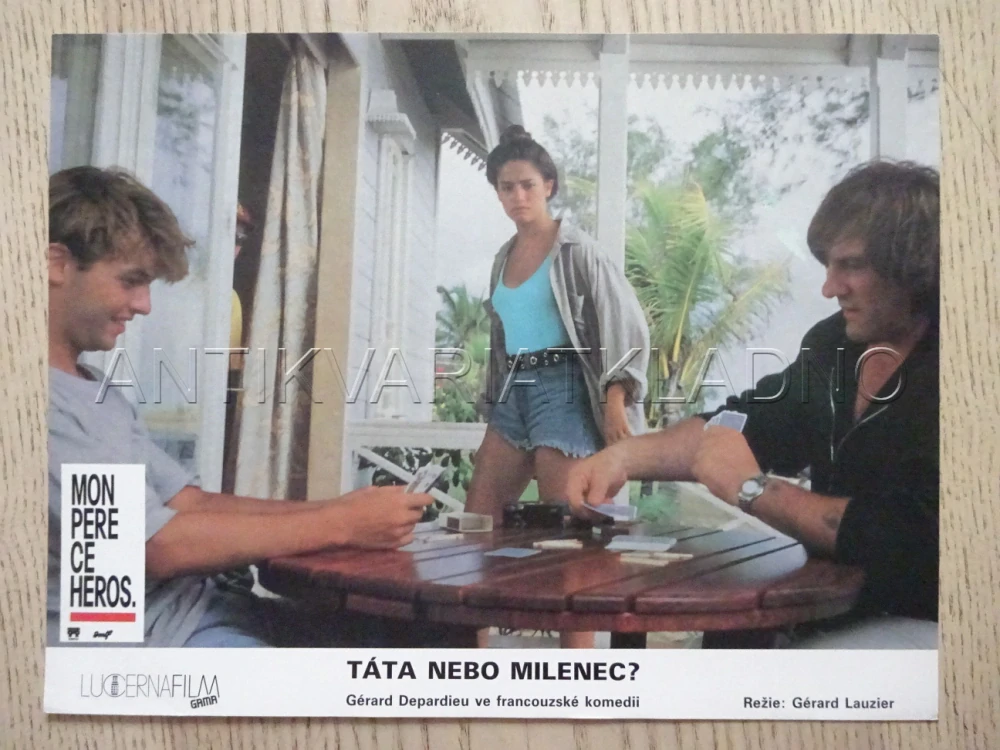 ANTIKVARIATKLADNO
MON
PERE
CE
HEROS.
TÁTA NEBO MILENEC?
LUCERNAFILM
GAMA
Gérard Depardieu ve francouzské komedii
Režie: Gérard Lauzier